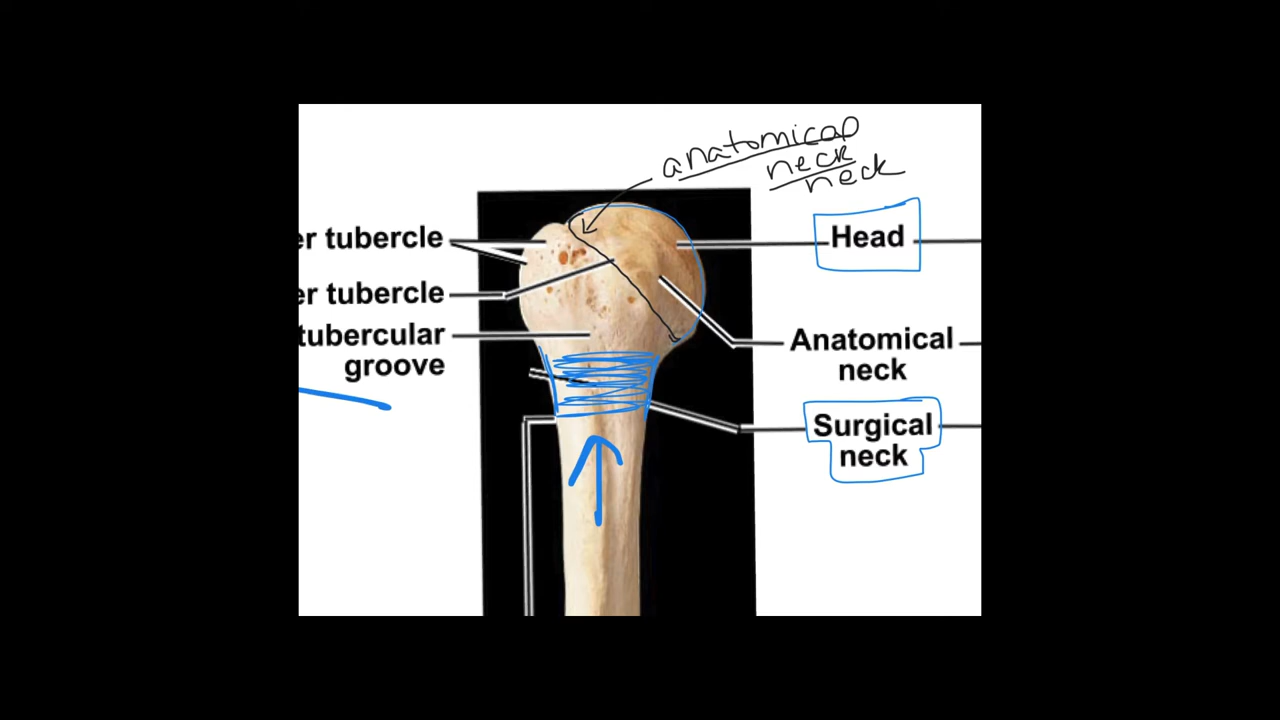 anatomical
neck
neck
er tubercle
Head
er tubercle
tubercular
groove
Anatomical
neck
Surgical
neck